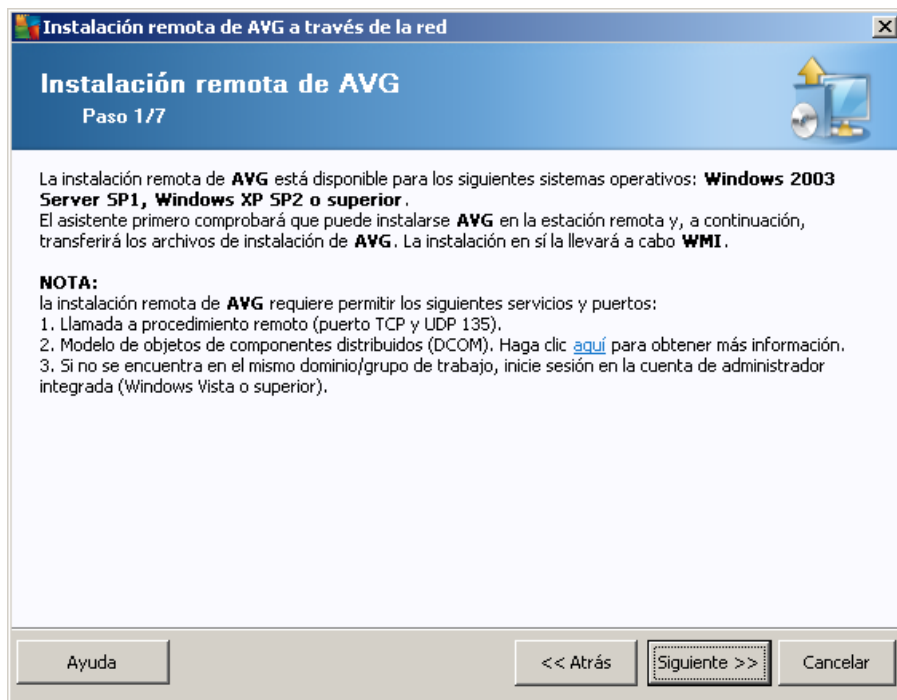 Instalación remota de AVG a través de la red
Instalación remota de AVG
Paso 1/7
La instalación remota de AVG está disponible para los siguientes sistemas operativos: Windows 2003
Server SP1, Windows XP SP2 o superior.
El asistente primero comprobará que puede instalarse AVG en la estación remota y, a continuación,
transferirá los archivos de instalación de AVG. La instalación en sí la llevará a cabo WMI.
NOTA:
la instalación remota de AVG requiere permitir los siguientes servicios y puertos:
1. Llamada a procedimiento remoto (puerto TCP y UDP 135).
2. Modelo de objetos de componentes distribuidos (DCOM). Haga clic aquí para obtener más información.
3. Si no se encuentra en el mismo dominio/grupo de trabajo, inicie sesión en la cuenta de administrador
integrada (Windows Vista o superior).
Ayuda
<< Atrás
Siguiente >>
Cancelar